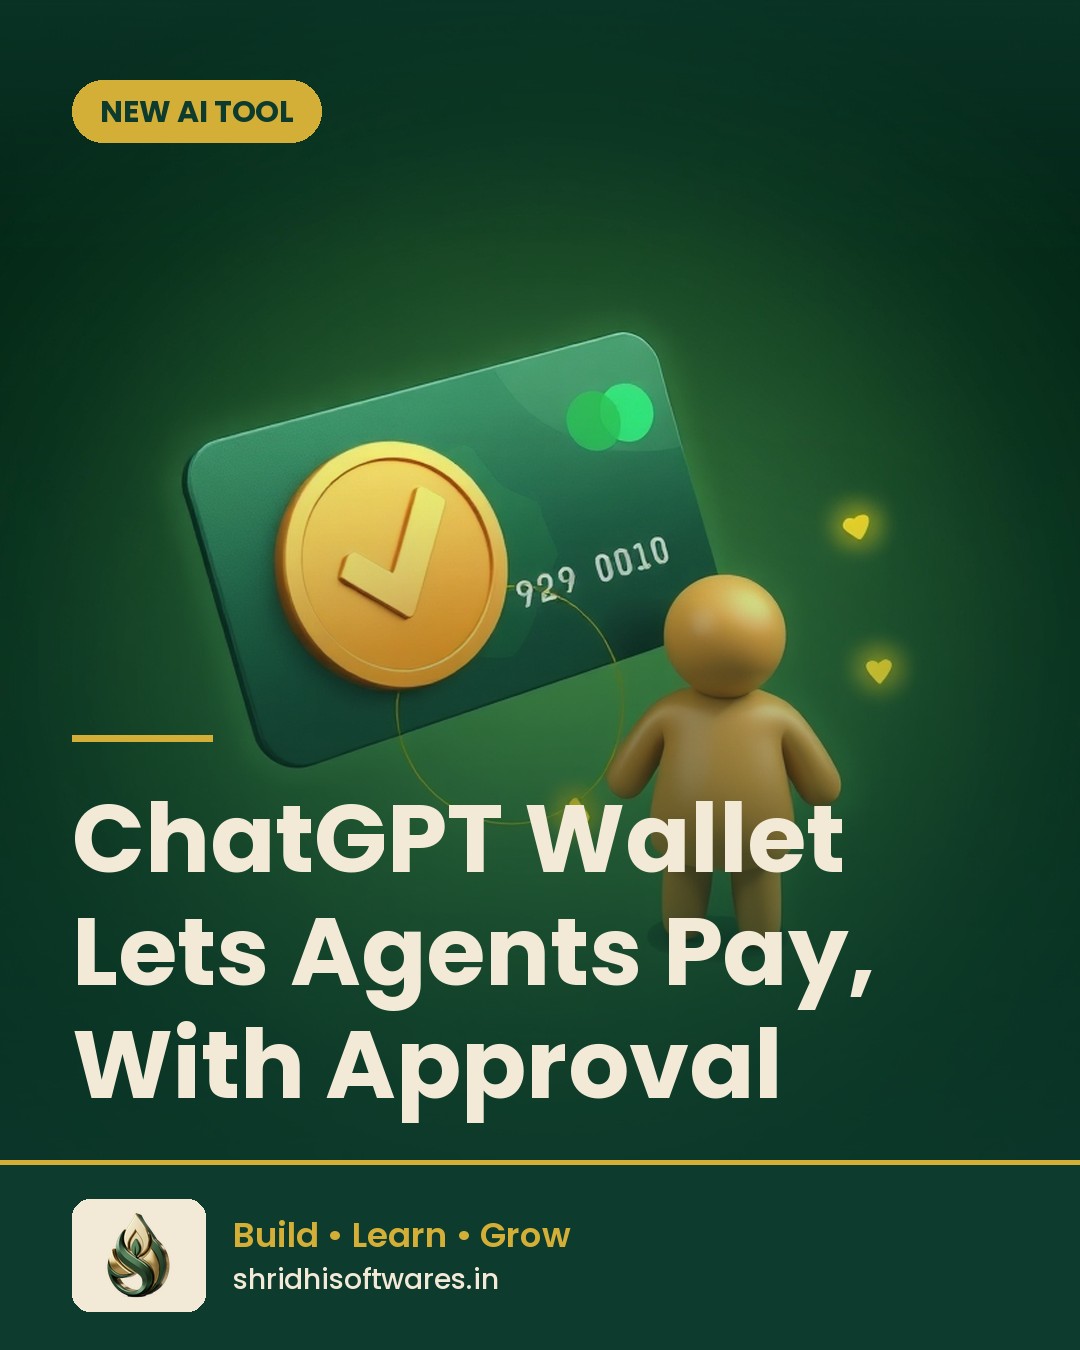 NEW AI TOOL
929 0010
ChatGPT Wallet
Lets Agents Pay,
With Approval
Build • Learn • Grow
shridhisoftwares.in